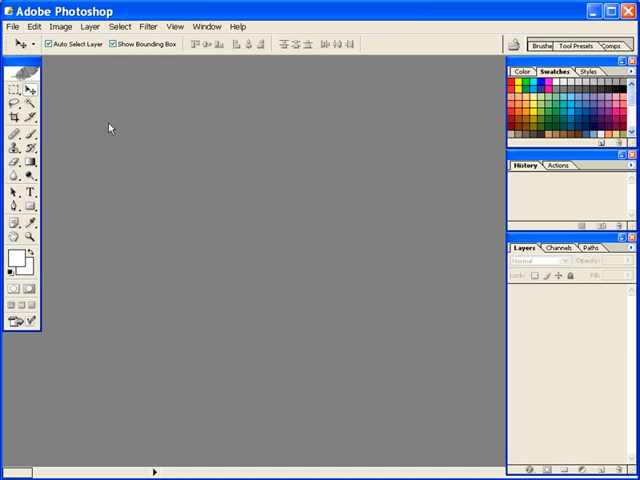 Adobe Photoshop
File Edit Image Layer Select Filter View Window Help
Auto Select Layer Show Bounding Box
Brushe Tool Presets Comps
Color Swatches Styles
History Actions
Layers Channels Paths
Normal Opacity:
Lock: Fill:
T